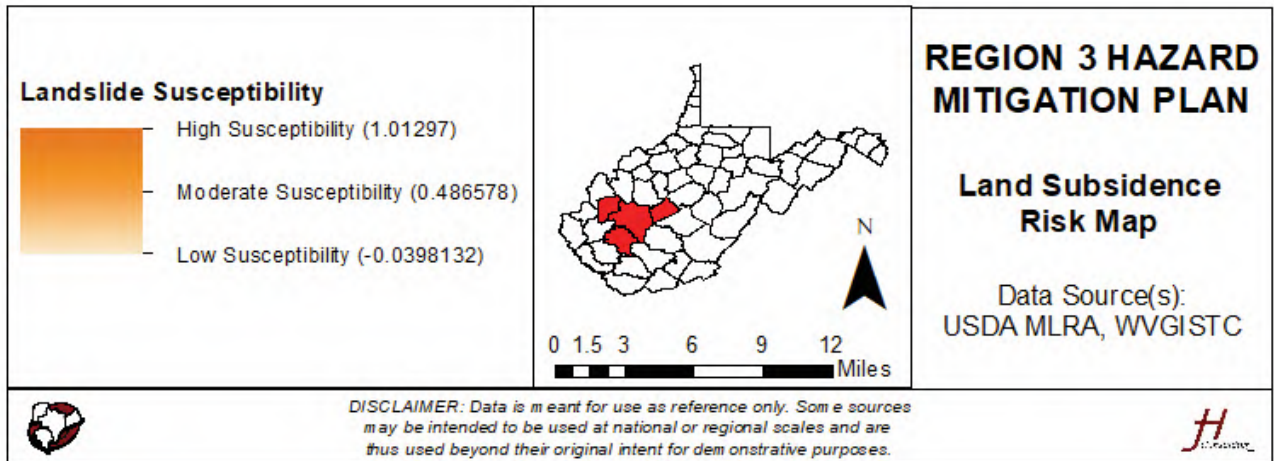 Landslide Susceptibility
High Susceptibility (1.01297)
Moderate Susceptibility (0.486578)
Low Susceptibility (-0.0398132)
N
0 1.5 3 6 9 12
Miles
REGION 3 HAZARD
MITIGATION PLAN
Land Subsidence
Risk Map
Data Source(s):
USDA MLRA, WVGISTC
DISCLAIMER: Data is meant for use as reference only. Some sources
may be intended to be used at national or regional scales and are
thus used beyond their original intent for demonstrative purposes.